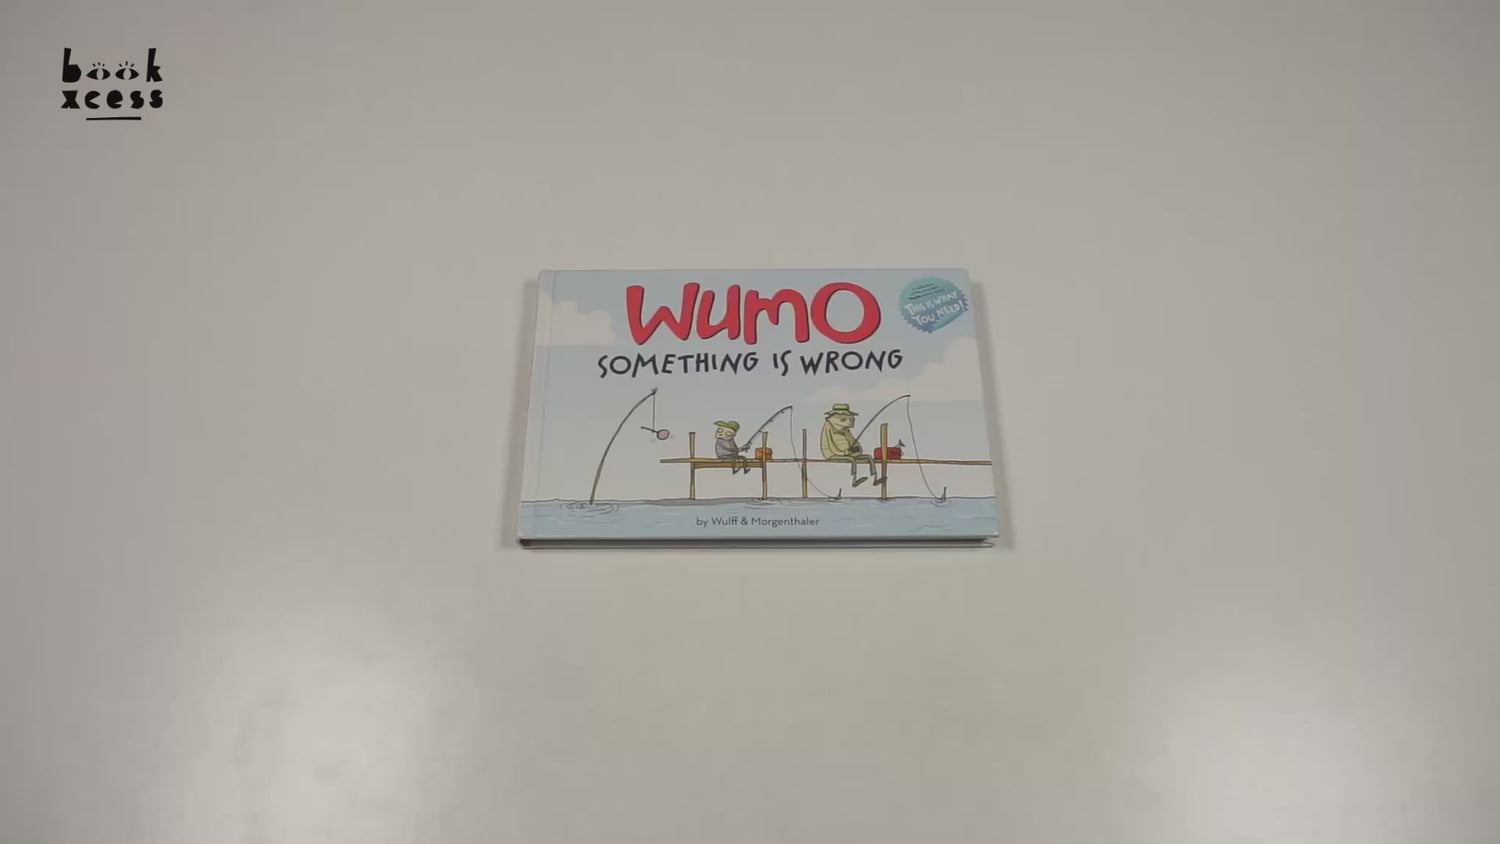 book
xcess
WUMO
SOMETHING IS WRONG
THIS IS WHAT
YOU NEED!
by Wulff & Morgenthaler